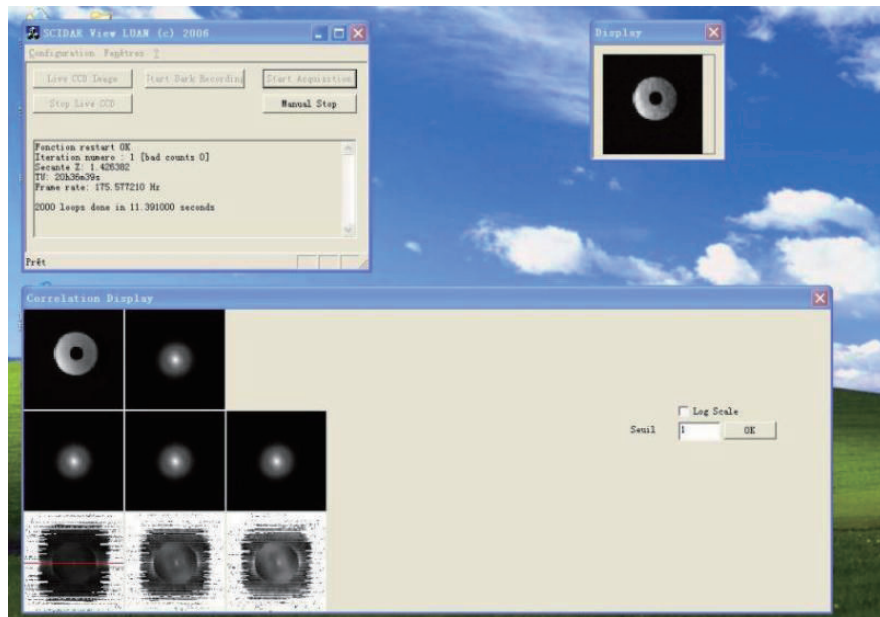 SCIDAR View LUAN (c) 2006
Configuration Fenêtres ?
Live CCD Image Start Dark Recording Start Acquisition
Stop Live CCD Manual Stop
Fonction restart OK
Iteration numero : 1 [bad counts 0]
Secante Z: 1.426382
TU: 20h36m39s
Frame rate: 175.577210 Hz
2000 loops done in 11.391000 seconds
Prêt
Display
Correlation Display
Log Scale
Seuil 1 OK